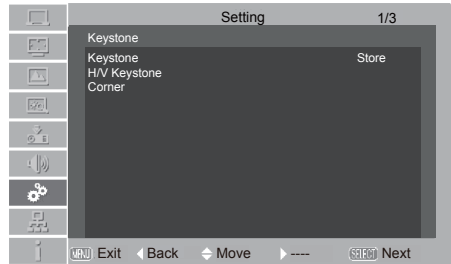 Setting 1/3
Keystone
Keystone Store
H/V Keystone
Corner
MENU Exit Back Move ---- SELECT Next